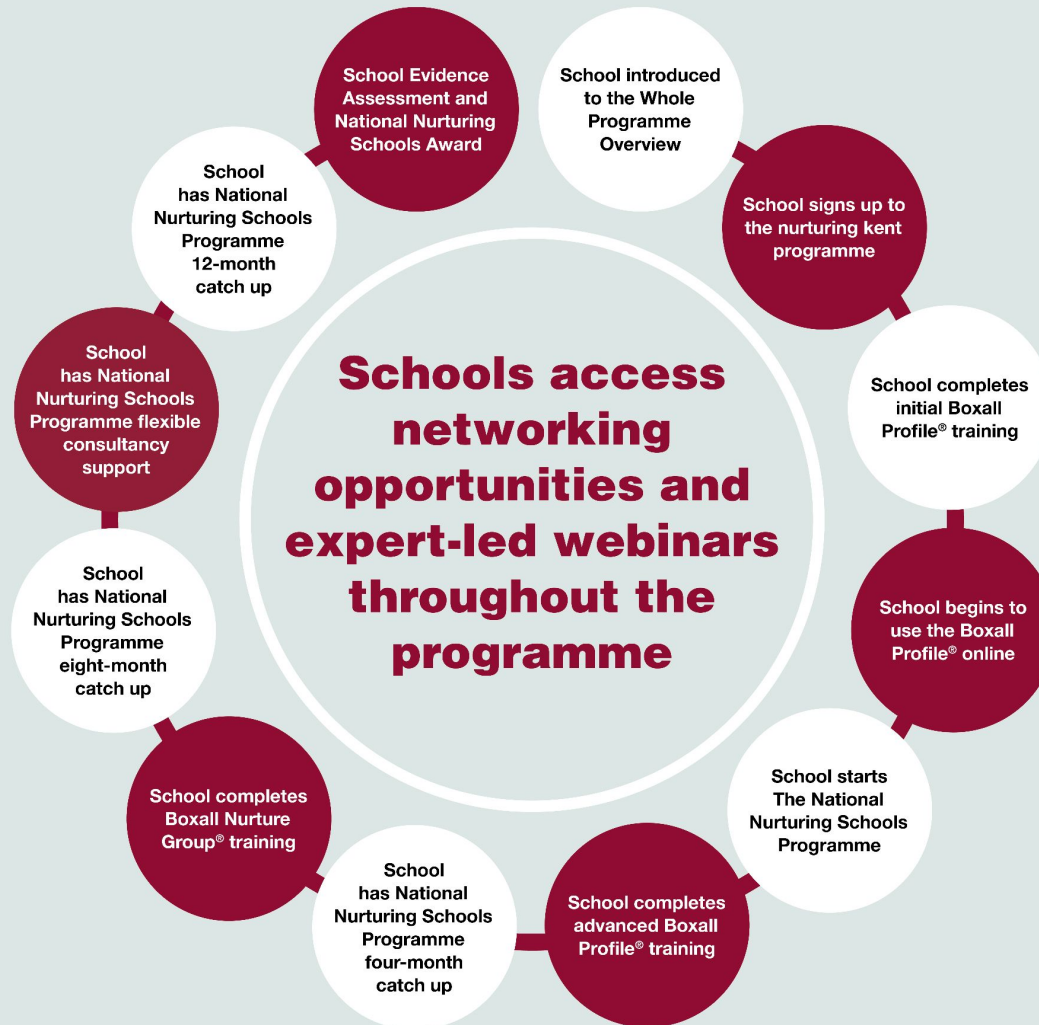 School introduced
to the Whole
Programme
Overview
School signs up to
the nurturing kent
programme
School completes
initial Boxall
Profile® training
School begins to
use the Boxall
Profile® online
School starts
The National
Nurturing Schools
Programme
School completes
advanced Boxall
Profile® training
School
has National
Nurturing Schools
Programme
four-month
catch up
School completes
Boxall Nurture
Group® training
School
has National
Nurturing Schools
Programme
eight-month
catch up
School
has National
Nurturing Schools
Programme flexible
consultancy
support
School
has National
Nurturing Schools
Programme
12-month
catch up
School Evidence
Assessment and
National Nurturing
Schools Award
Schools access
networking
opportunities and
expert-led webinars
throughout the
programme